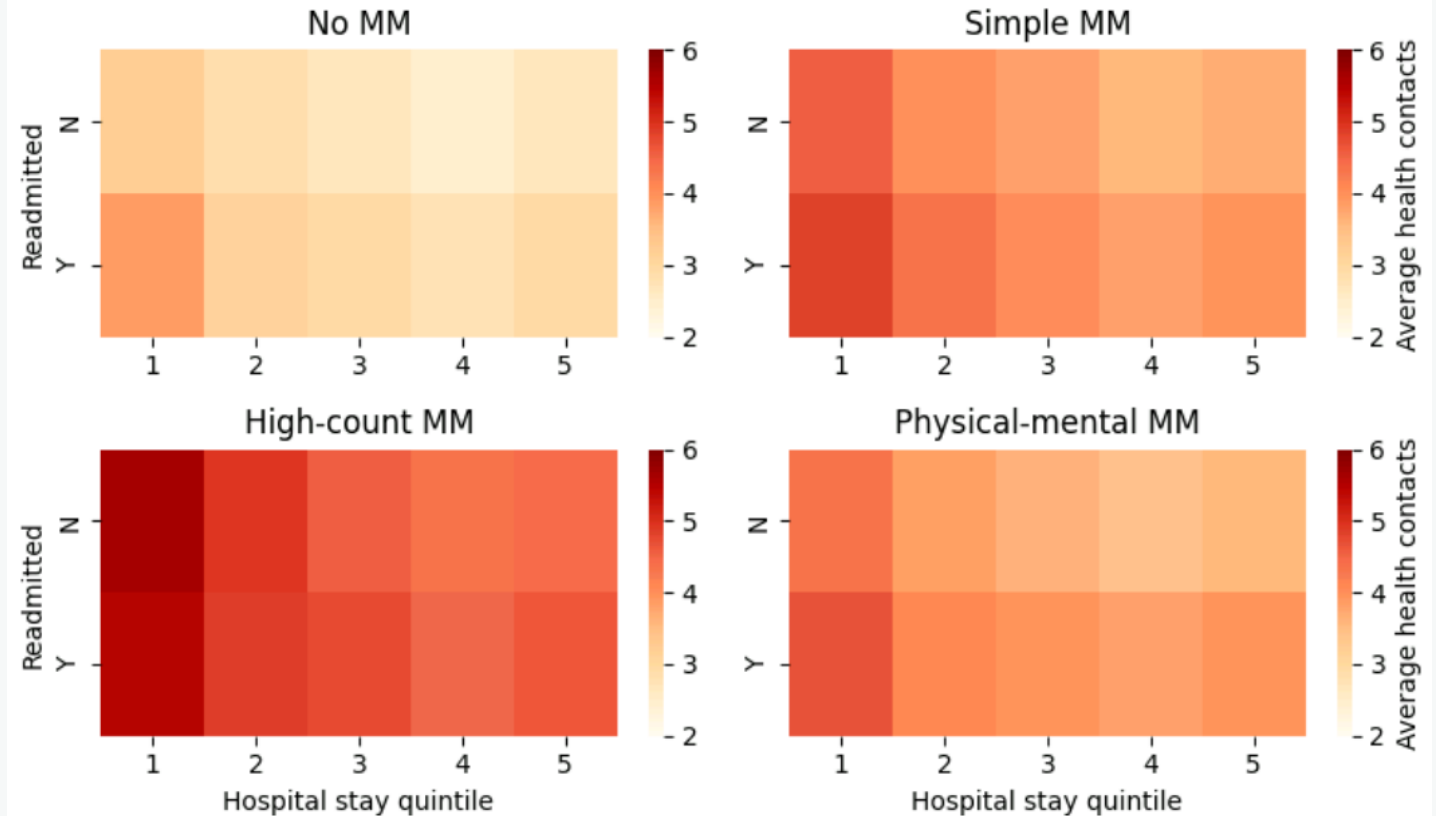 No MM
Readmitted
N
Y
1 2 3 4 5
6
5
4
3
2
Simple MM
N
Y
1 2 3 4 5
6
5
4
3
2
Average health contacts
High-count MM
Readmitted
N
Y
1 2 3 4 5
Hospital stay quintile
6
5
4
3
2
Physical-mental MM
N
Y
1 2 3 4 5
Hospital stay quintile
6
5
4
3
2
Average health contacts